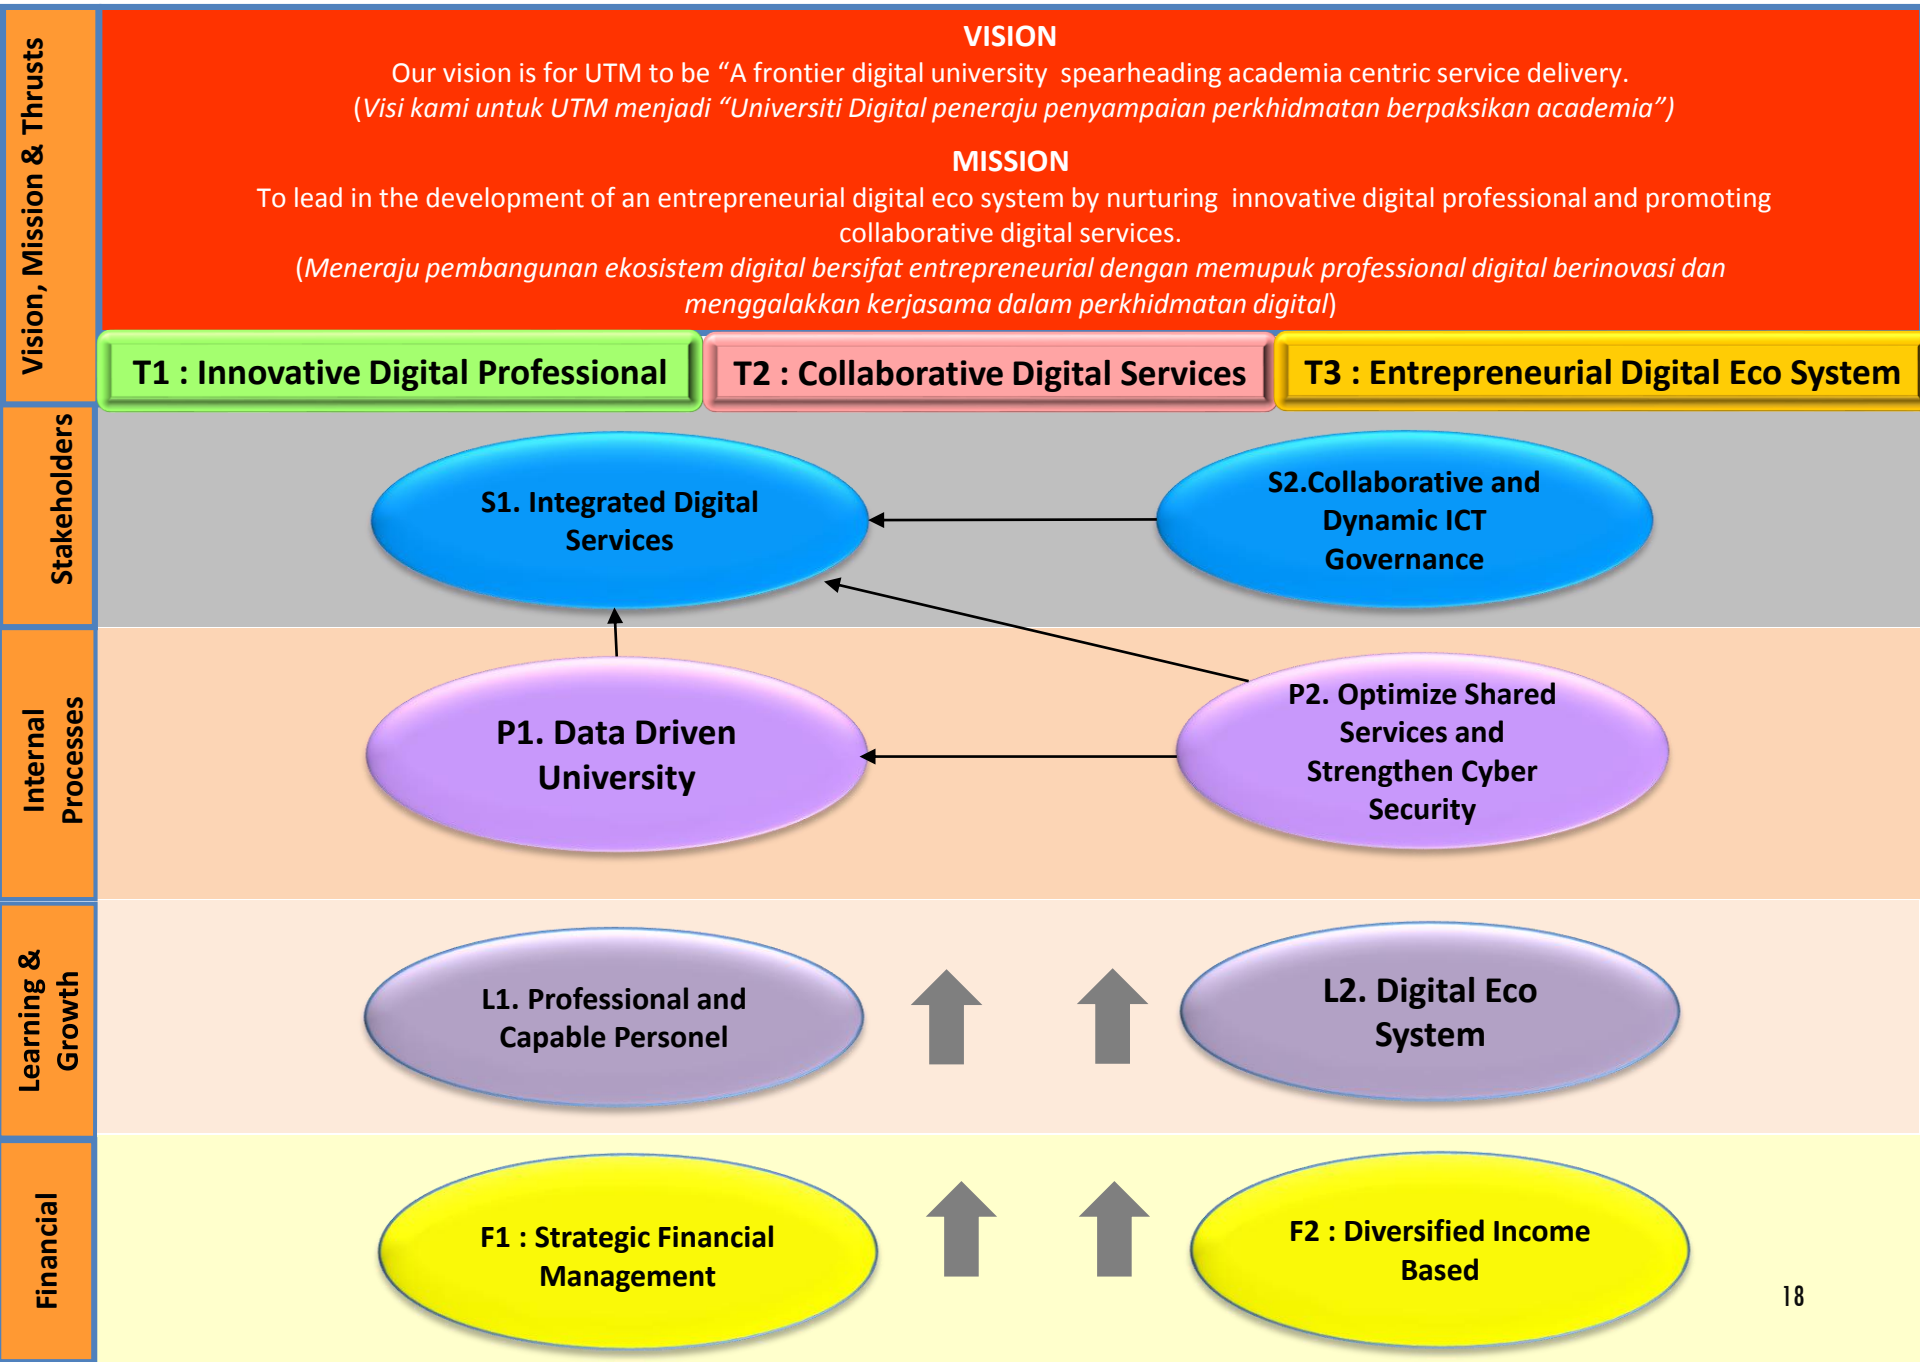 Vision, Mission & Thrusts
VISION
Our vision is for UTM to be “A frontier digital university spearheading academia centric service delivery.
(Visi kami untuk UTM menjadi “Universiti Digital peneraju penyampaian perkhidmatan berpaksikan academia”)
MISSION
To lead in the development of an entrepreneurial digital eco system by nurturing innovative digital professional and promoting
collaborative digital services.
(Meneraju pembangunan ekosistem digital bersifat entrepreneurial dengan memupuk professional digital berinovasi dan
menggalakkan kerjasama dalam perkhidmatan digital)
T1 : Innovative Digital Professional
T2 : Collaborative Digital Services
T3 : Entrepreneurial Digital Eco System
Stakeholders
S1. Integrated Digital
Services
S2.Collaborative and
Dynamic ICT
Governance
Internal
Processes
P1. Data Driven
University
P2. Optimize Shared
Services and
Strengthen Cyber
Security
Learning &
Growth
L1. Professional and
Capable Personel
L2. Digital Eco
System
Financial
F1 : Strategic Financial
Management
F2 : Diversified Income
Based
18